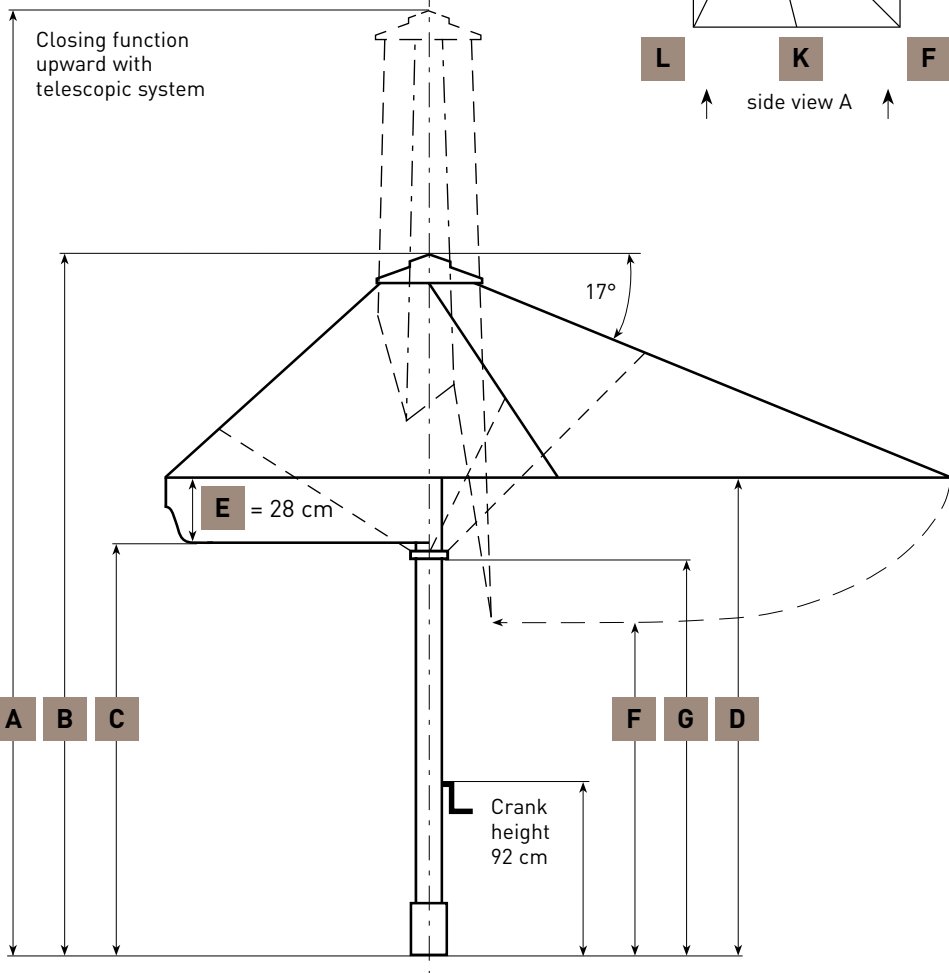 Closing function
upward with
telescopic system
L K F
side view A
17°
E = 28 cm
A B C
F G D
Crank
height
92 cm